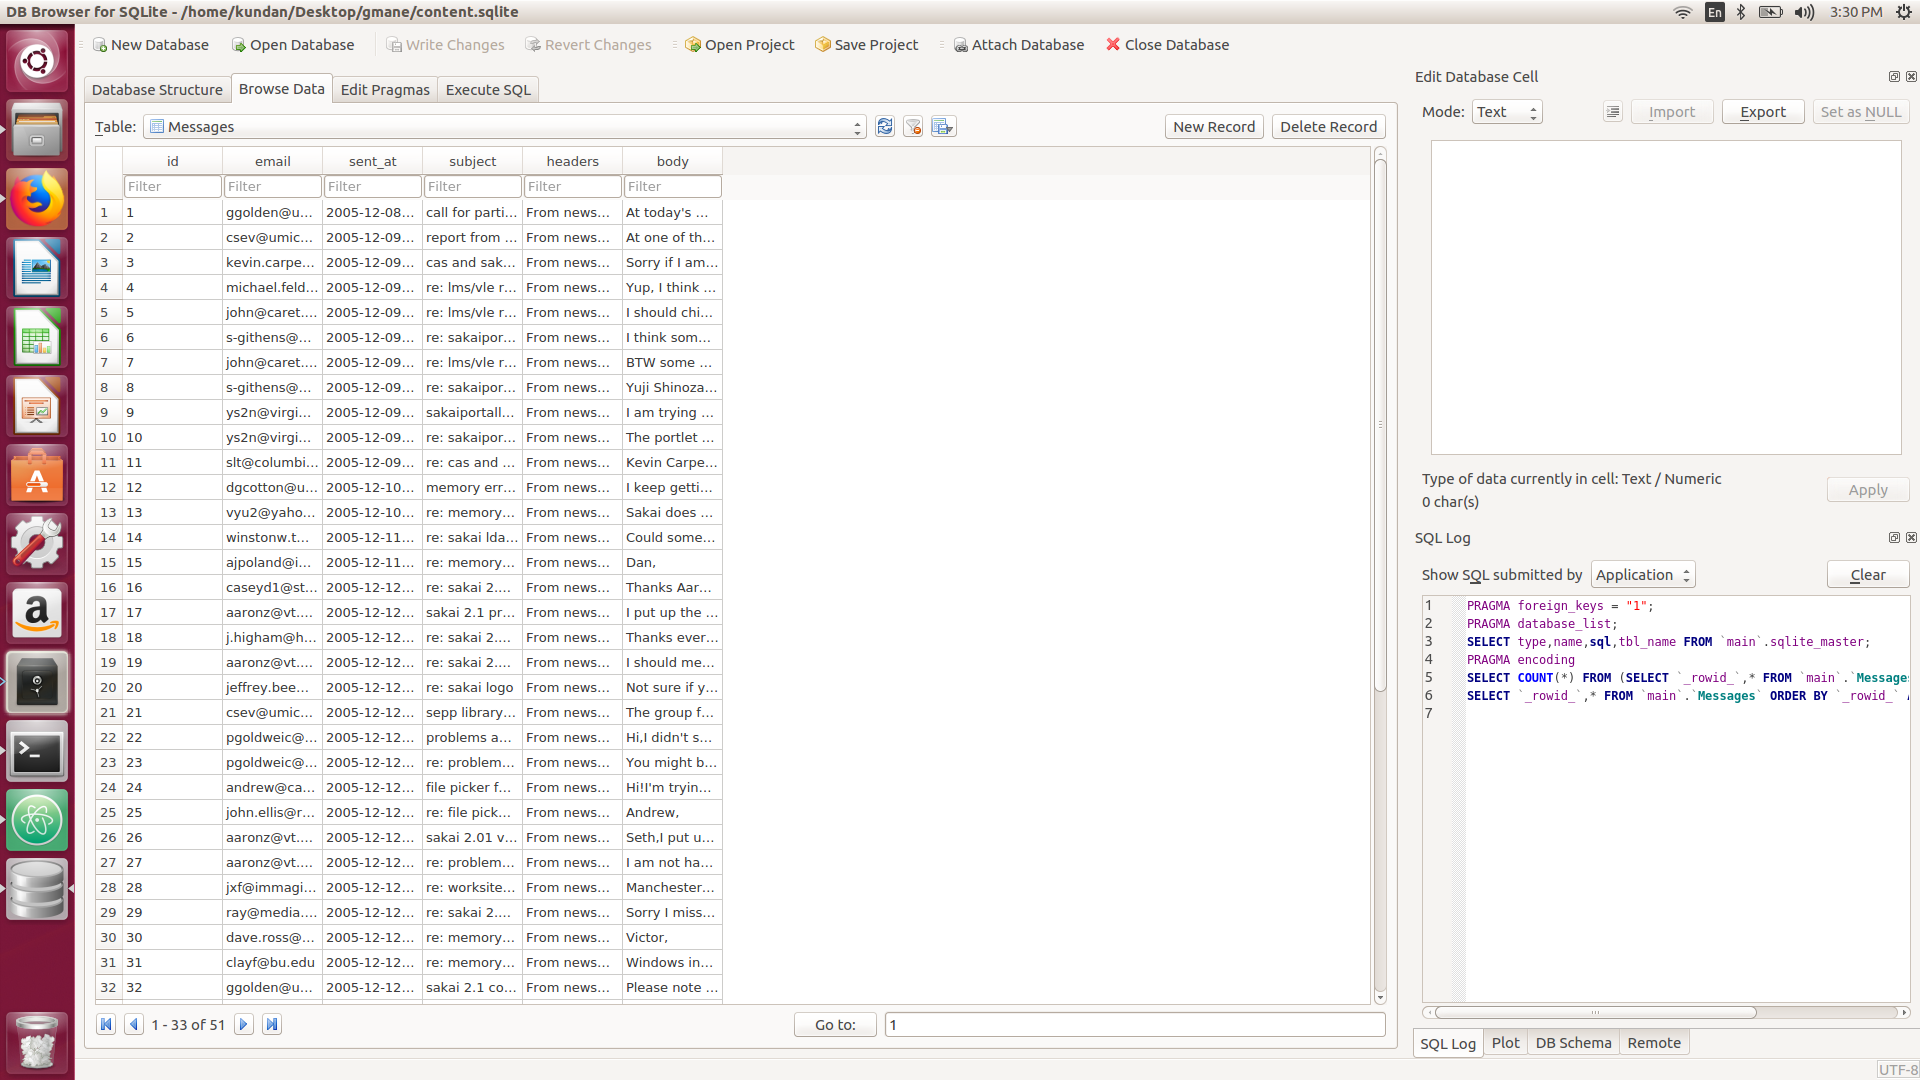 DB Browser for SQLite - /home/kundan/Desktop/gmane/content.sqlite En 3:30 PM
New Database Open Database Write Changes Revert Changes Open Project Save Project Attach Database Close Database
Database Structure Browse Data Edit Pragmas Execute SQL
Table: Messages New Record Delete Record
id email sent_at subject headers body
Filter Filter Filter Filter Filter Filter
1 1 ggolden@u... 2005-12-08... call for parti... From news... At today's ...
2 2 csev@umic... 2005-12-09... report from ... From news... At one of th...
3 3 kevin.carpe... 2005-12-09... cas and sak... From news... Sorry if I am...
4 4 michael.feld... 2005-12-09... re: lms/vle r... From news... Yup, I think ...
5 5 john@caret.... 2005-12-09... re: lms/vle r... From news... I should chi...
6 6 s-githens@... 2005-12-09... re: sakaipor... From news... I think som...
7 7 john@caret.... 2005-12-09... re: lms/vle r... From news... BTW some ...
8 8 s-githens@... 2005-12-09... re: sakaipor... From news... Yuji Shinoza...
9 9 ys2n@virgi... 2005-12-09... sakaiportall... From news... I am trying ...
10 10 ys2n@virgi... 2005-12-09... re: sakaipor... From news... The portlet ...
11 11 slt@columbi... 2005-12-09... re: cas and ... From news... Kevin Carpe...
12 12 dgcotton@u... 2005-12-10... memory err... From news... I keep getti...
13 13 vyu2@yaho... 2005-12-10... re: memory... From news... Sakai does ...
14 14 winstonw.t... 2005-12-11... re: sakai lda... From news... Could some...
15 15 ajpoland@i... 2005-12-11... re: memory... From news... Dan,
16 16 caseyd1@st... 2005-12-12... re: sakai 2.... From news... Thanks Aar...
17 17 aaronz@vt.... 2005-12-12... sakai 2.1 pr... From news... I put up the ...
18 18 j.higham@h... 2005-12-12... re: sakai 2.... From news... Thanks ever...
19 19 aaronz@vt.... 2005-12-12... re: sakai 2.... From news... I should me...
20 20 jeffrey.bee... 2005-12-12... re: sakai logo From news... Not sure if y...
21 21 csev@umic... 2005-12-12... sepp library... From news... The group f...
22 22 pgoldweic@... 2005-12-12... problems a... From news... Hi,I didn't s...
23 23 pgoldweic@... 2005-12-12... re: problem... From news... You might b...
24 24 andrew@ca... 2005-12-12... file picker f... From news... Hi!I'm tryin...
25 25 john.ellis@r... 2005-12-12... re: file pick... From news... Andrew,
26 26 aaronz@vt.... 2005-12-12... sakai 2.01 v... From news... Seth,I put u...
27 27 aaronz@vt.... 2005-12-12... re: problem... From news... I am not ha...
28 28 jxf@immagi... 2005-12-12... re: worksite... From news... Manchester...
29 29 ray@media.... 2005-12-12... re: sakai 2.... From news... Sorry I miss...
30 30 dave.ross@... 2005-12-12... re: memory... From news... Victor,
31 31 clayf@bu.edu 2005-12-12... re: memory... From news... Windows in...
32 32 ggolden@u... 2005-12-12... sakai 2.1 co... From news... Please note ...
1 - 33 of 51 Go to: 1
Edit Database Cell
Mode: Text Import Export Set as NULL
Type of data currently in cell: Text / Numeric
0 char(s)
Apply
SQL Log
Show SQL submitted by Application Clear
1 PRAGMA foreign_keys = "1";
2 PRAGMA database_list;
3 SELECT type,name,sql,tbl_name FROM `main`.sqlite_master;
4 PRAGMA encoding
5 SELECT COUNT(*) FROM (SELECT `_rowid_`,* FROM `main`.`Messages
6 SELECT `_rowid_`,* FROM `main`.`Messages` ORDER BY `_rowid_`
7
SQL Log Plot DB Schema Remote
UTF-8